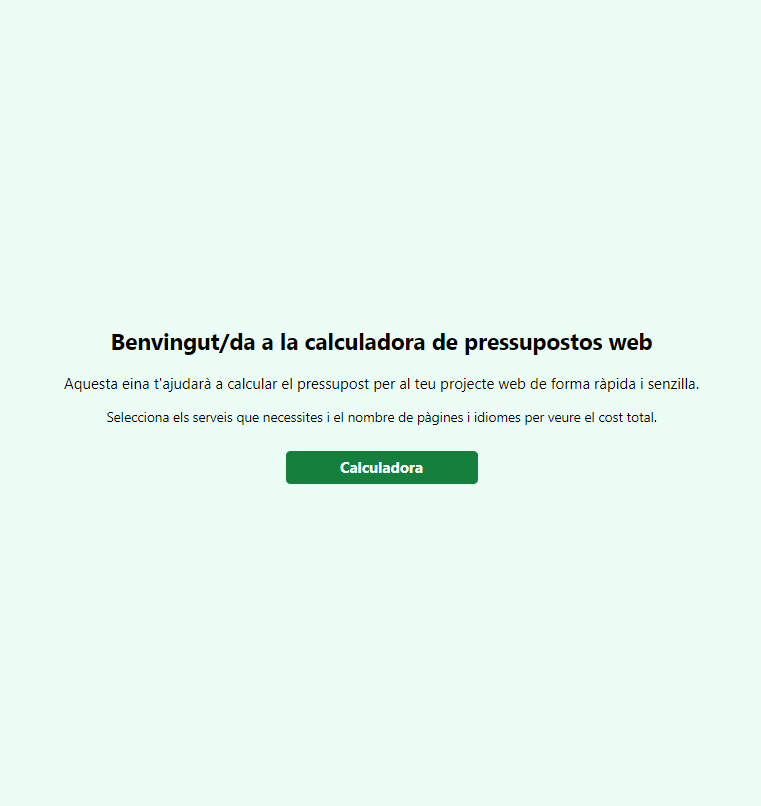 Benvingut/da a la calculadora de pressupostos web
Aquesta eina t'ajudarà a calcular el pressupost per al teu projecte web de forma ràpida i senzilla.
Selecciona els serveis que necessites i el nombre de pàgines i idiomes per veure el cost total.
Calculadora